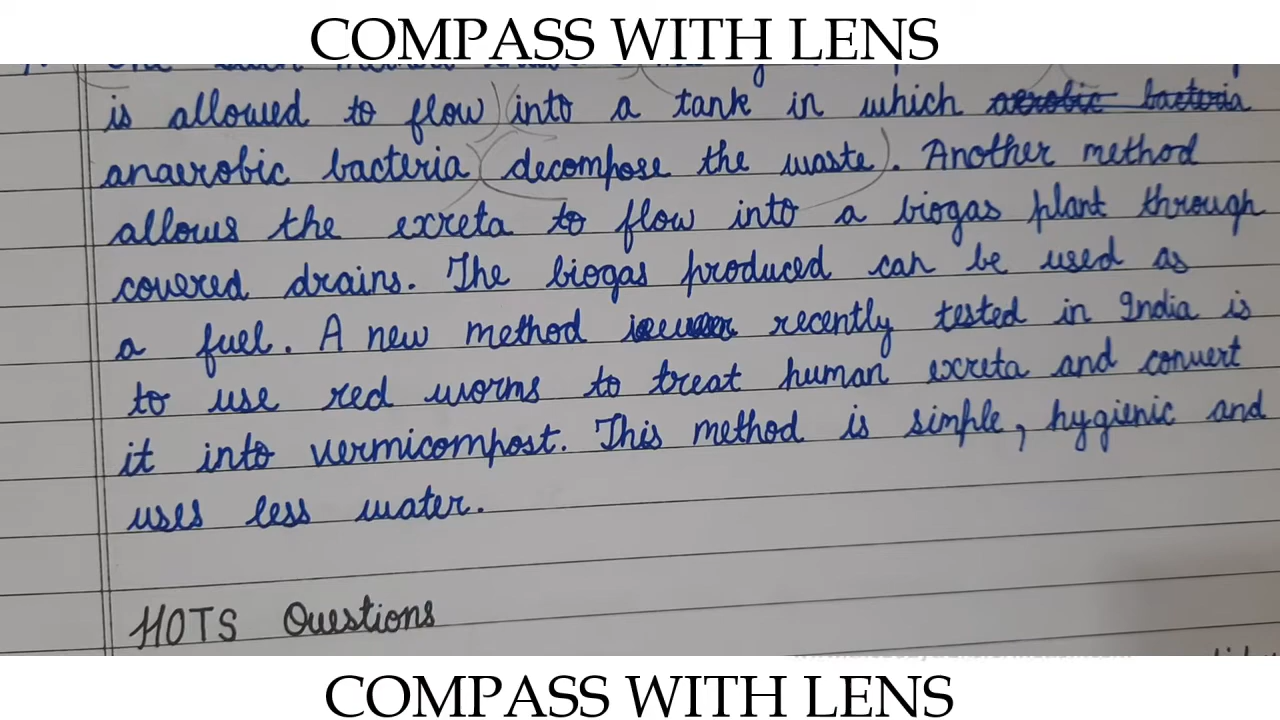 COMPASS WITH LENS
is allowed to flow) (into a tank in which aerobic bacteria
anaerobic bacteria) (decompose the waste). Another method
allows the excreta to flow into a biogas plant through
covered drains. The biogas produced can be used as
a fuel. A new method recently tested in India is
to use red worms to treat human excreta and convert
it into vermicompost. This method is simple, hygienic and
uses less water.
HOTS Questions
COMPASS WITH LENS